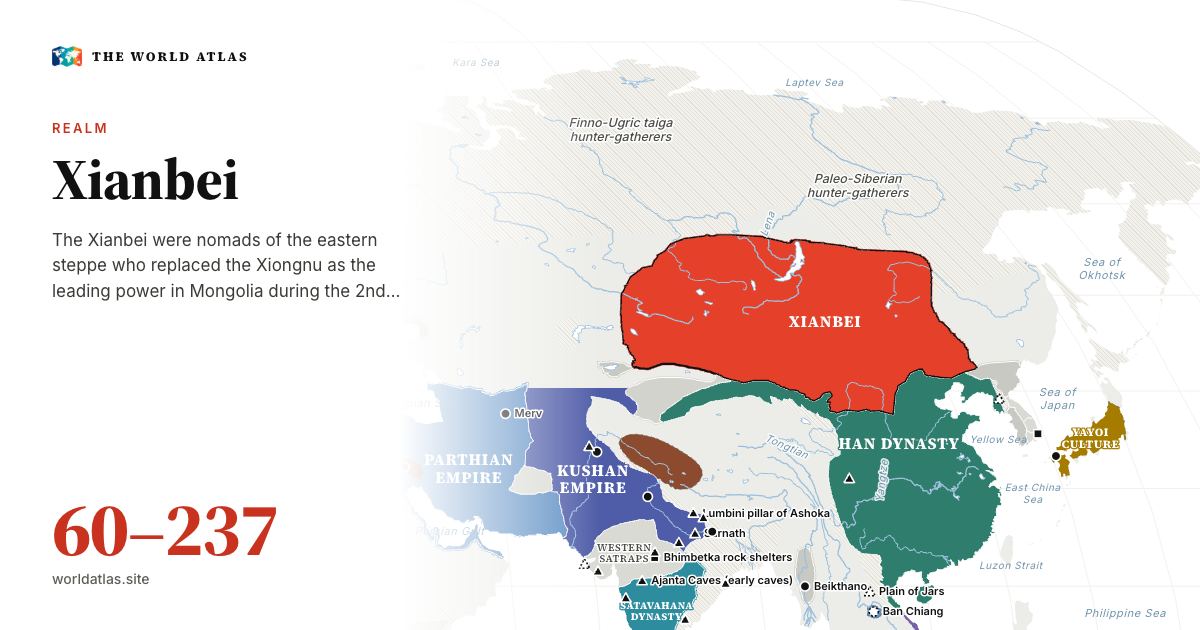 THE WORLD ATLAS
REALM
Xianbei
The Xianbei were nomads of the eastern
steppe who replaced the Xiongnu as the
leading power in Mongolia during the 2nd...
60–237
worldatlas.site
Kara Sea
Laptev Sea
Finno-Ugric taiga
hunter-gatherers
Paleo-Siberian
hunter-gatherers
Lena
Sea of
Okhotsk
XIANBEI
Sea of
Japan
Merv
HAN DYNASTY
Yellow Sea
YAYOI
CULTURE
Tongtian
Yangtze
PARTHIAN
EMPIRE
KUSHAN
EMPIRE
East China
Sea
Lumbini pillar of Ashoka
Sarnath
WESTERN
SATRAPS
Bhimbetka rock shelters
Luzon Strait
Ajanta Caves (early caves)
Beikthano
Plain of Jars
SATAVAHANA
DYNASTY
Ban Chiang
Philippine Sea